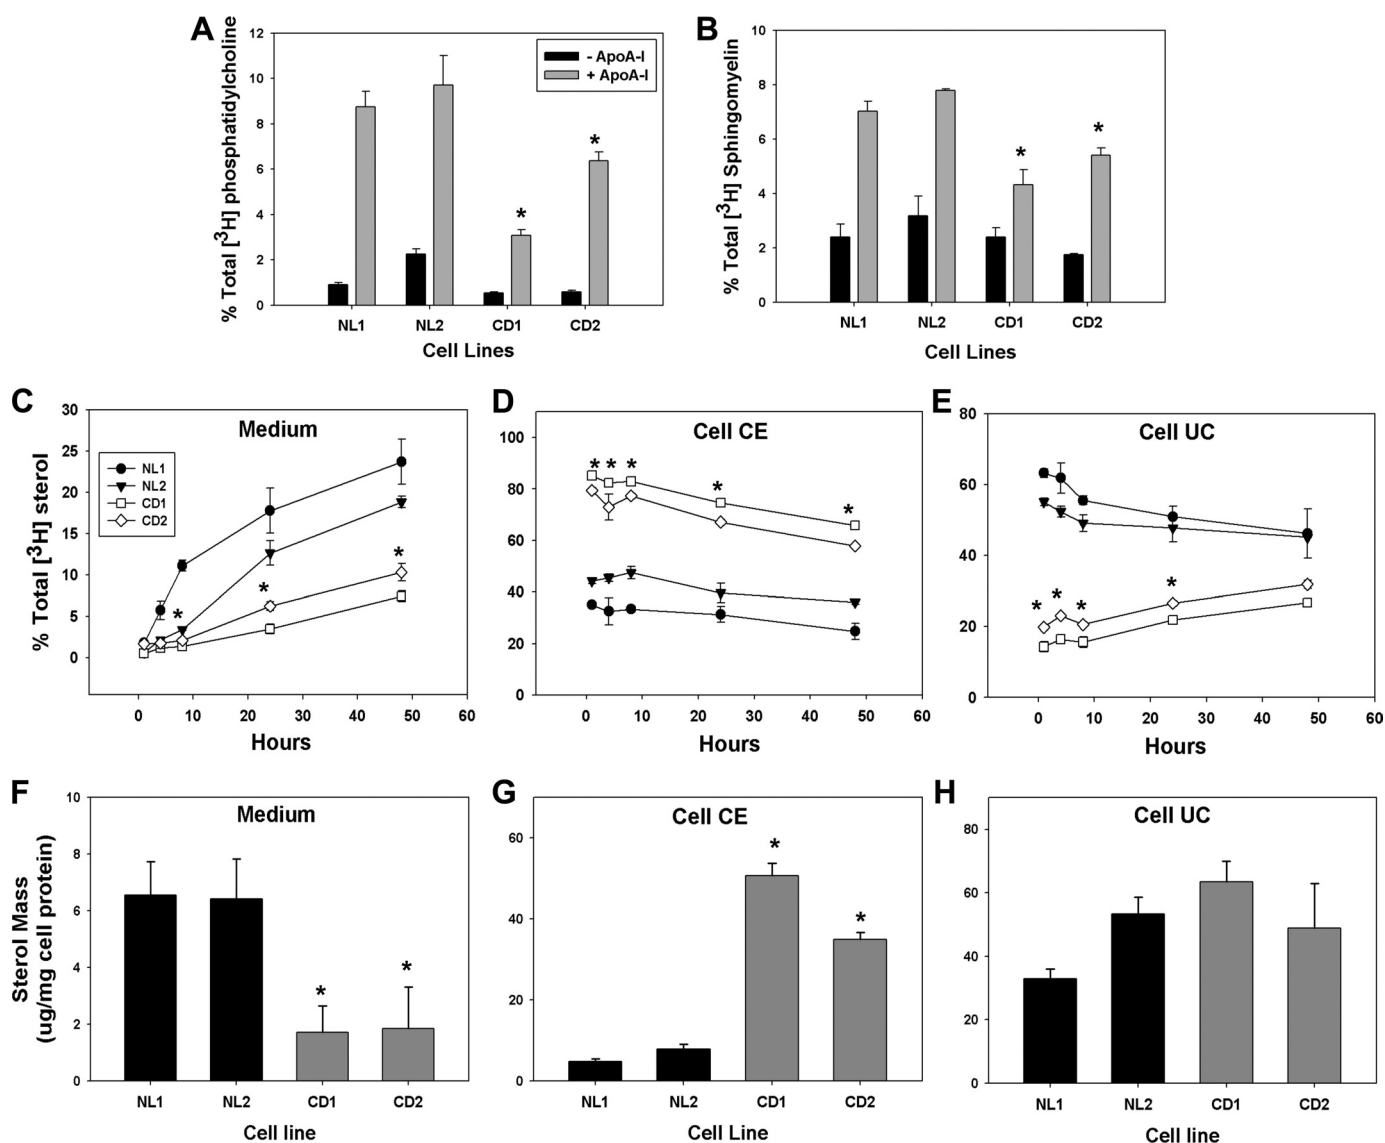 A
% Total [3H] phosphatidylcholine
12
10
8
6
4
2
0
- ApoA-I
+ ApoA-I
*
*
NL1
NL2
CD1
CD2
Cell Lines
B
% Total [3H] Sphingomyelin
10
8
6
4
2
0
*
*
NL1
NL2
CD1
CD2
Cell Lines
C
Medium
% Total [3H] sterol
30
25
20
15
10
5
0
NL1
NL2
CD1
CD2
*
*
*
0 10 20 30 40 50 60
Hours
D
Cell CE
100
80
60
40
20
0
* * *
*
*
0 10 20 30 40 50 60
Hours
E
Cell UC
80
60
40
20
0
* * *
*
0 10 20 30 40 50 60
Hours
F
Medium
Sterol Mass
(ug/mg cell protein)
10
8
6
4
2
0
*
*
NL1
NL2
CD1
CD2
Cell line
G
Cell CE
60
40
20
0
*
*
NL1
NL2
CD1
CD2
Cell Line
H
Cell UC
80
60
40
20
0
NL1
NL2
CD1
CD2
Cell line